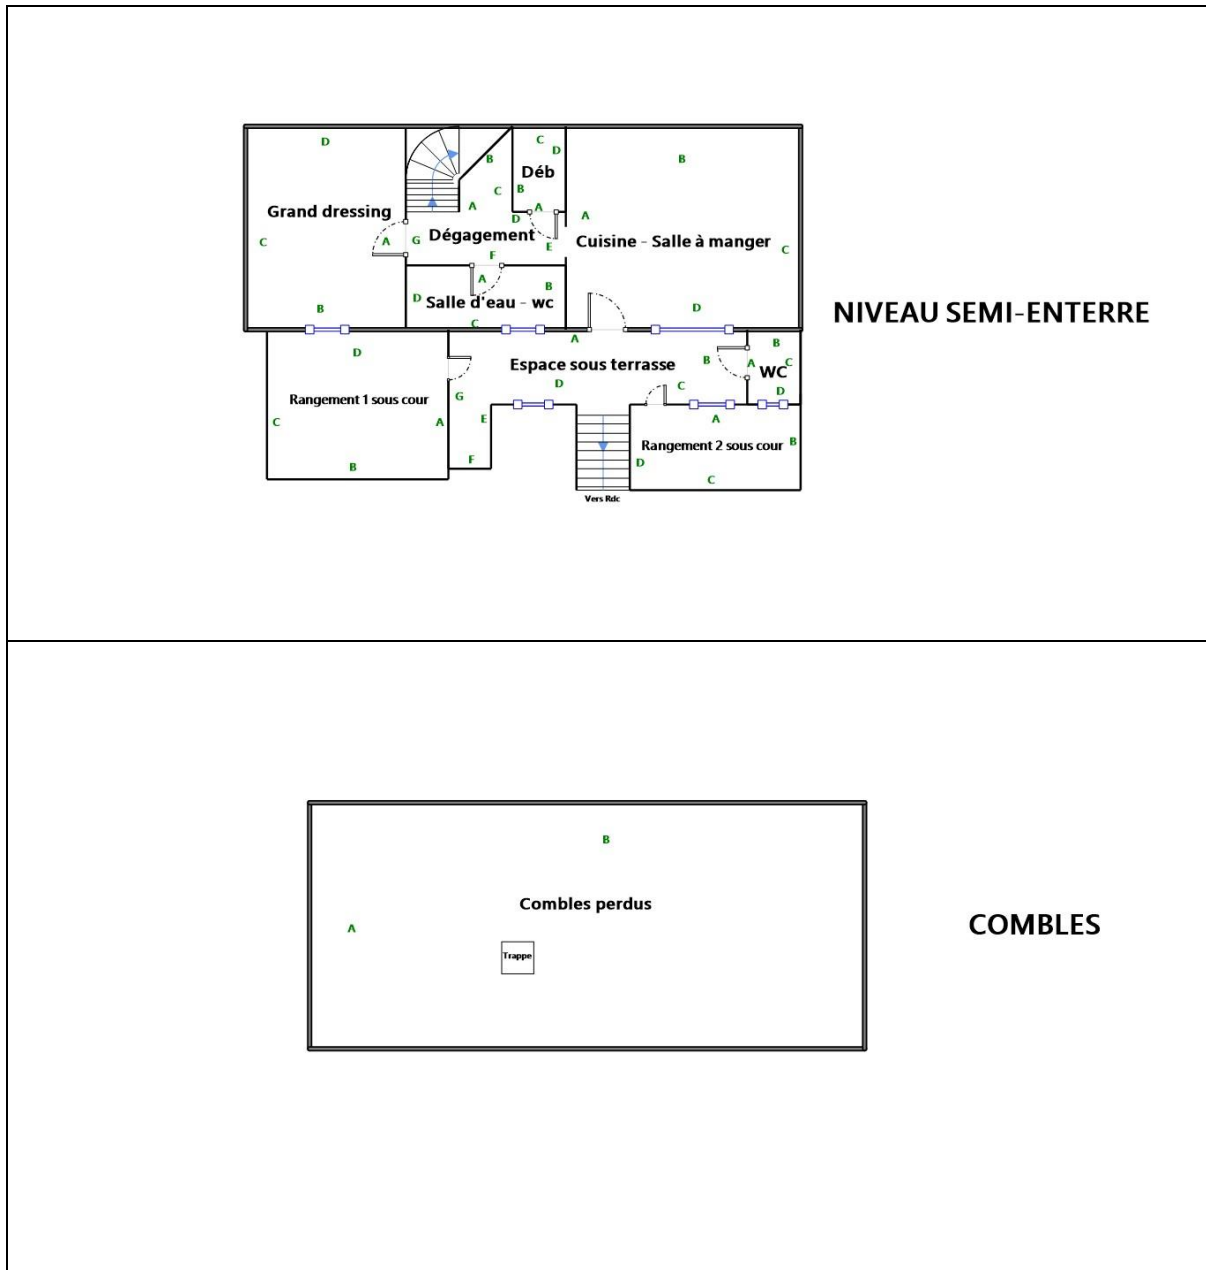 D
C
D
B
B
Déb
C
B
Grand dressing
A
A
D
A
Dégagement
Cuisine - Salle à manger
C
A
G
E
C
F
A
B
D
Salle d'eau - wc
B
D
C
NIVEAU SEMI-ENTERRE
A
B
D
Espace sous terrasse
B
A
C
WC
D
C
D
Rangement 1 sous cour
G
C
A
E
A
Rangement 2 sous cour
B
F
D
B
C
Vers Rdc
B
Combles perdus
A
COMBLES
Trappe